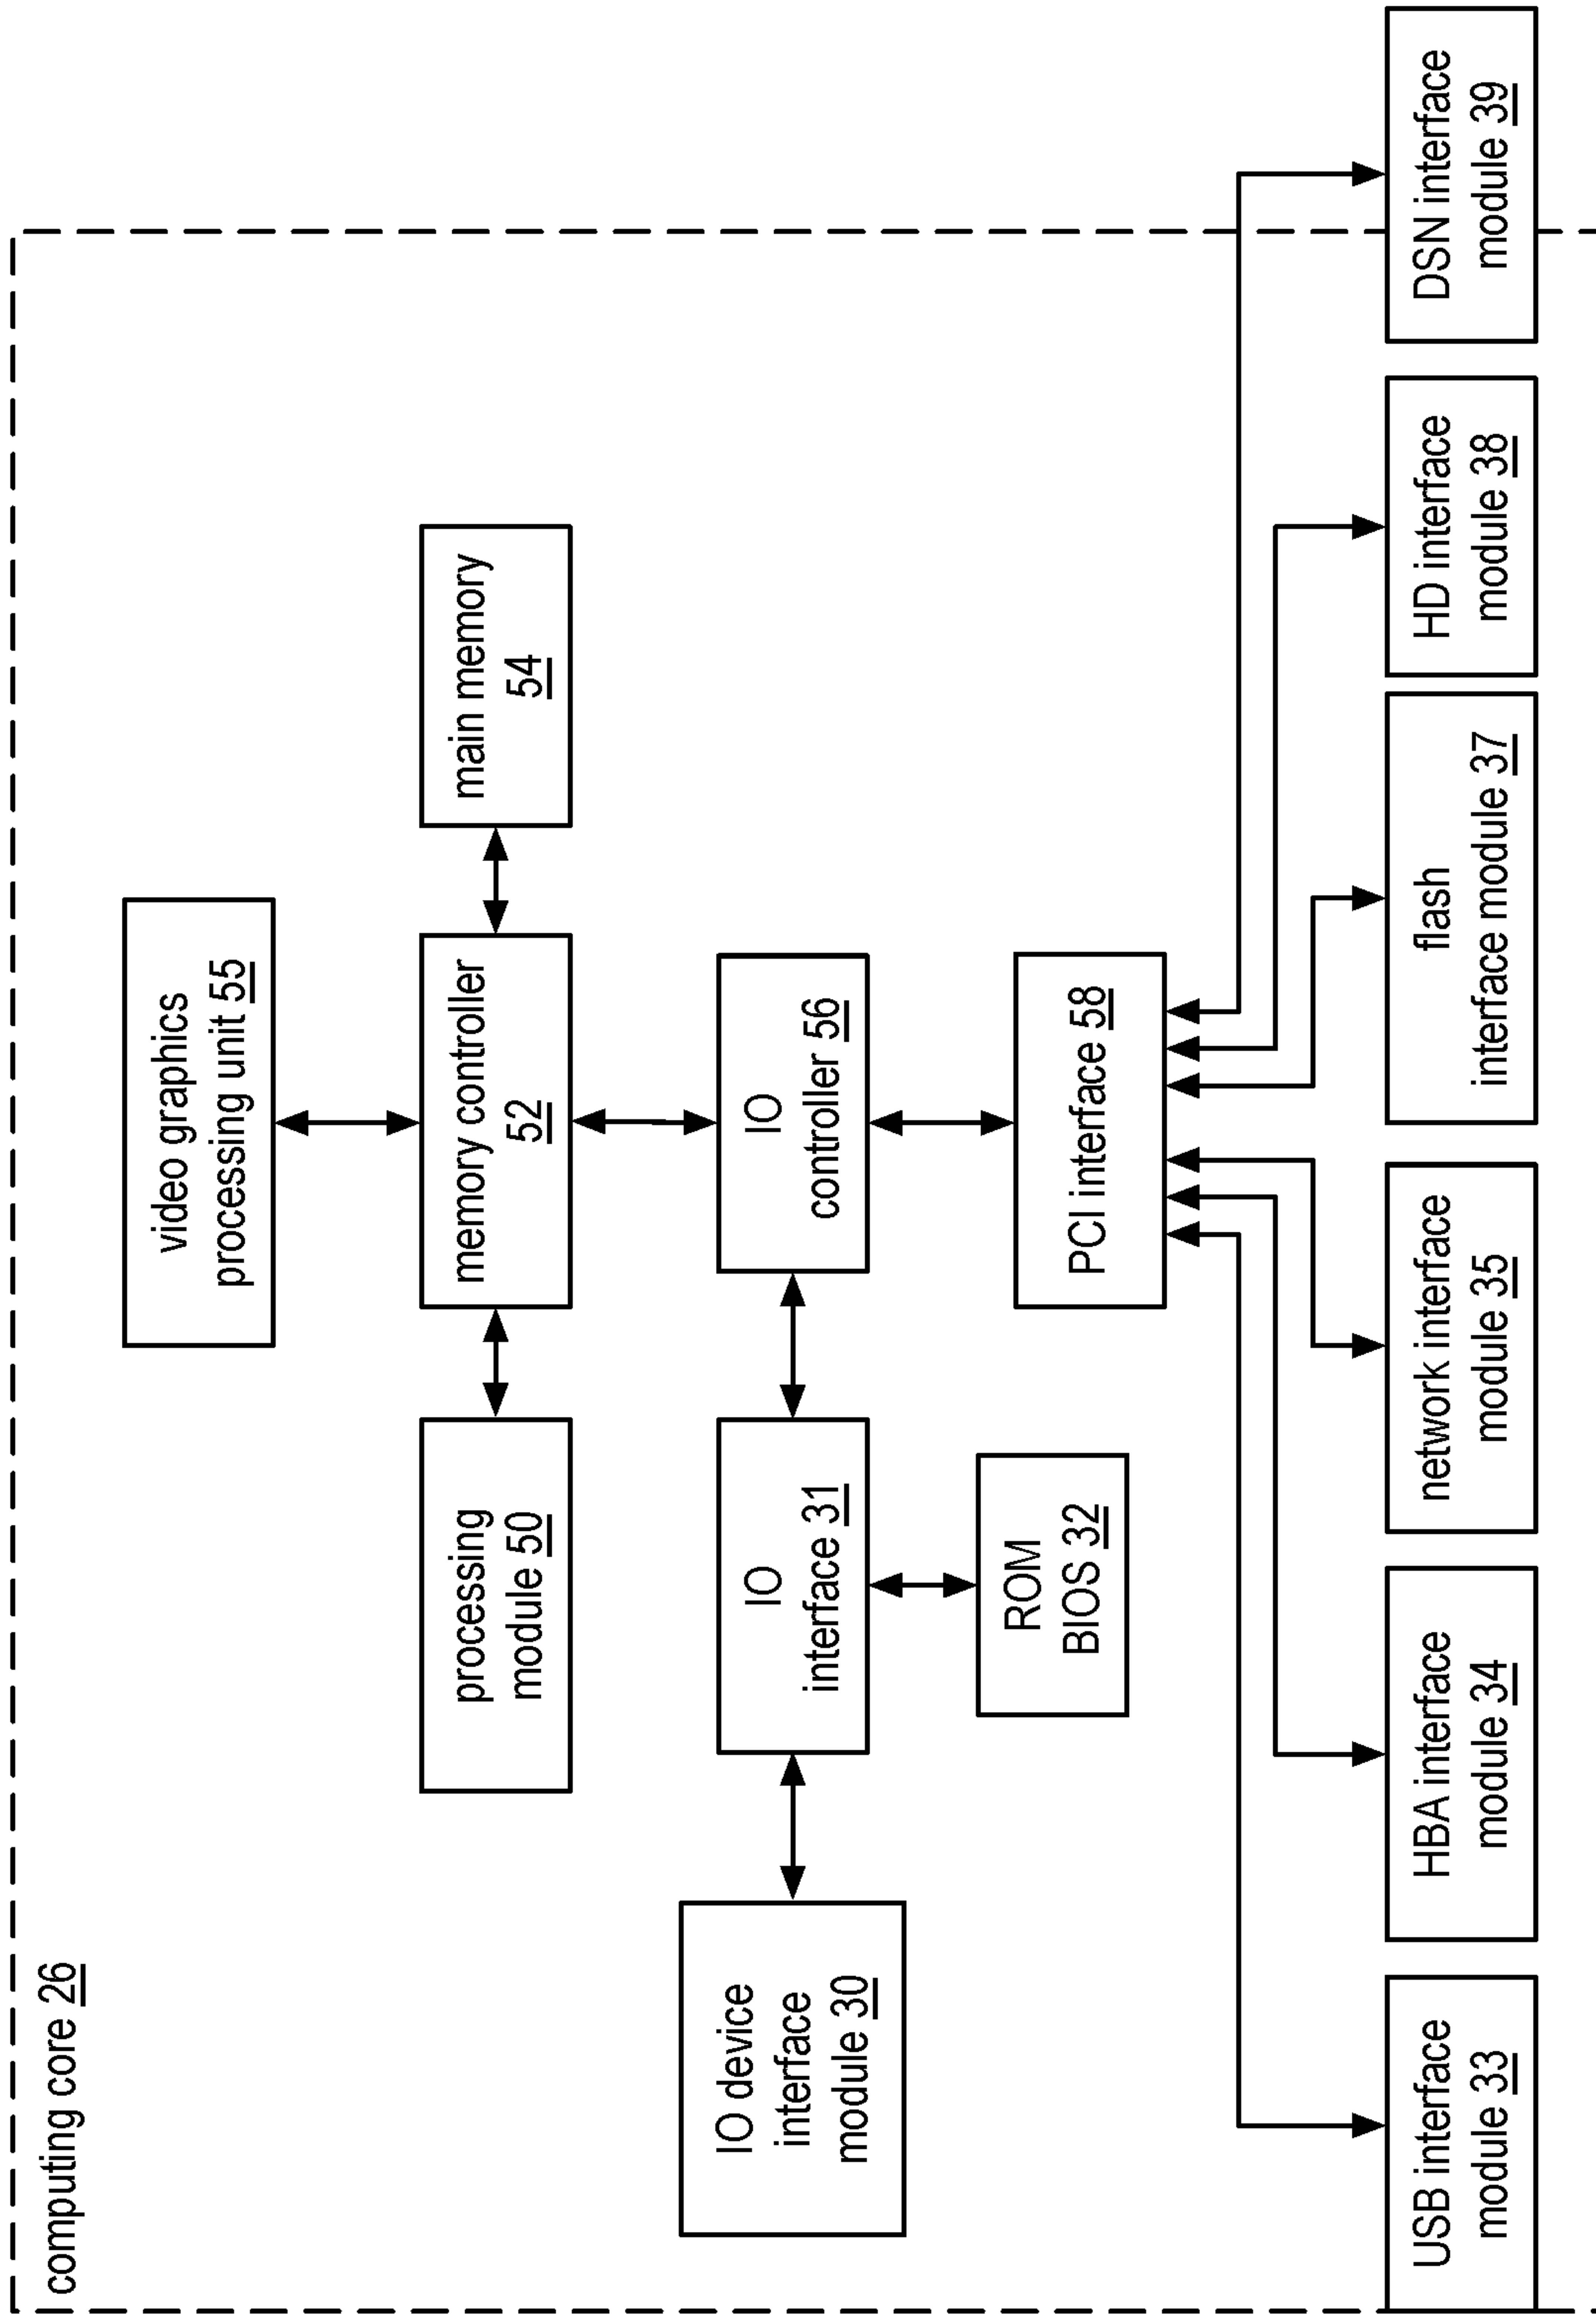 computing core 26
video graphics
processing unit 55
processing
module 50
memory controller
52
main memory
54
IO device
interface
module 30
IO
interface 31
IO
controller 56
ROM
BIOS 32
PCI interface 58
USB interface
module 33
HBA interface
module 34
network interface
module 35
flash
interface module 37
HD interface
module 38
DSN interface
module 39